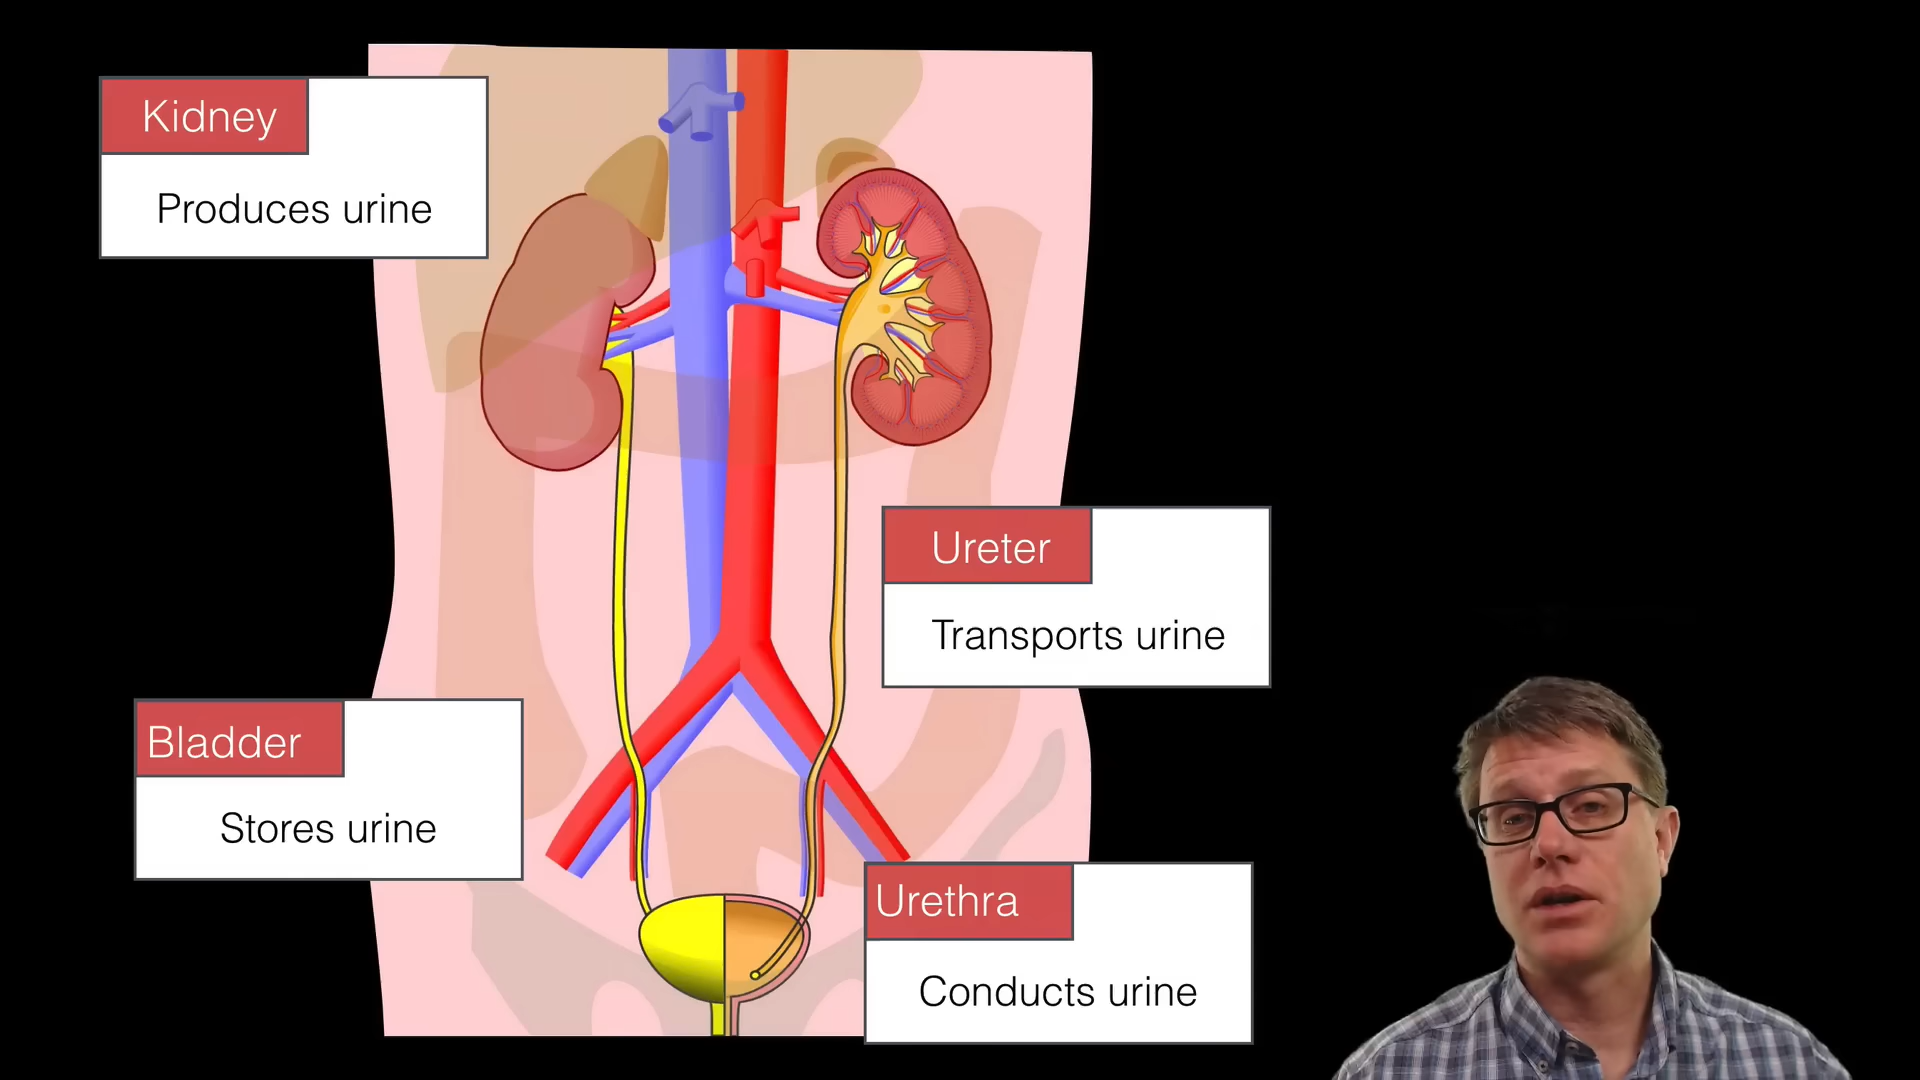 Kidney
Produces urine
Ureter
Transports urine
Bladder
Stores urine
Urethra
Conducts urine